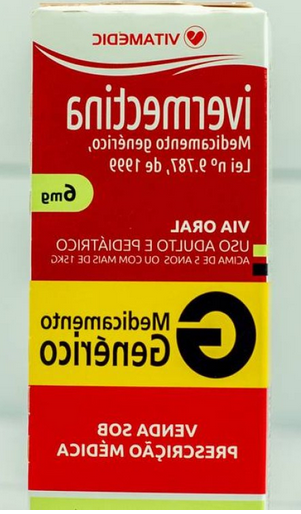 VITAMEDIC
ivermectina
Medicamento genérico,
Lei nº 9.787, de 1999
6mg
VIA ORAL
USO ADULTO E PEDIÁTRICO
ACIMA DE 5 ANOS OU COM MAIS DE 15KG
G
Medicamento
Genérico
VENDA SOB
PRESCRIÇÃO MÉDICA